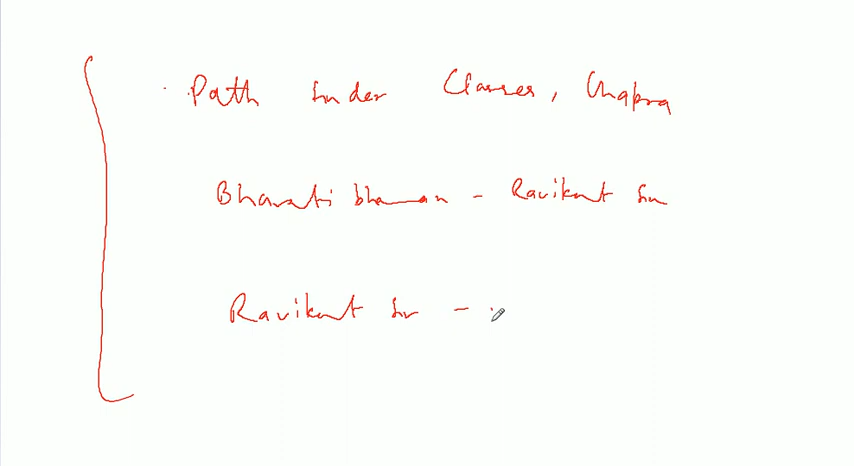 Path finder Classes, Chapra
Bharati bhawan - Ravikant Sir
Ravikant Sir -